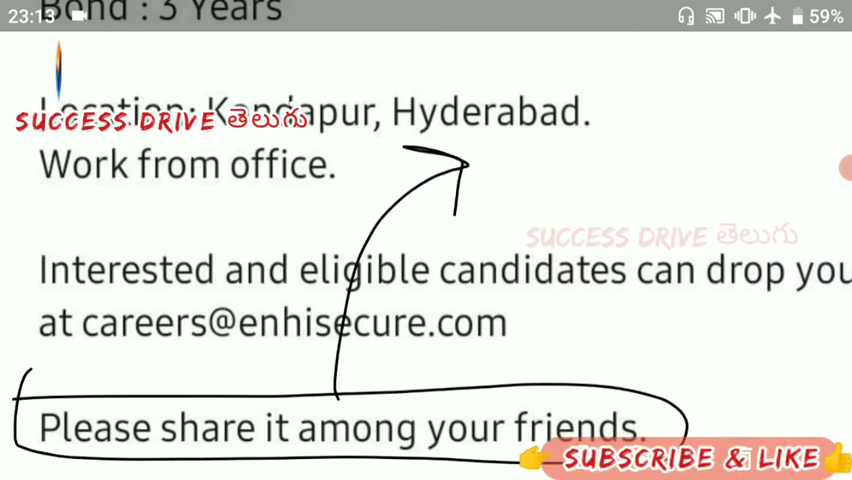 Bond : 3 Years
23:13
59%
Location: Kondapur, Hyderabad.
SUCCESS DRIVE తెలుగు
Work from office.
SUCCESS DRIVE తెలుగు
Interested and eligible candidates can drop you
at careers@enhisecure.com
Please share it among your friends.
SUBSCRIBE & LIKE